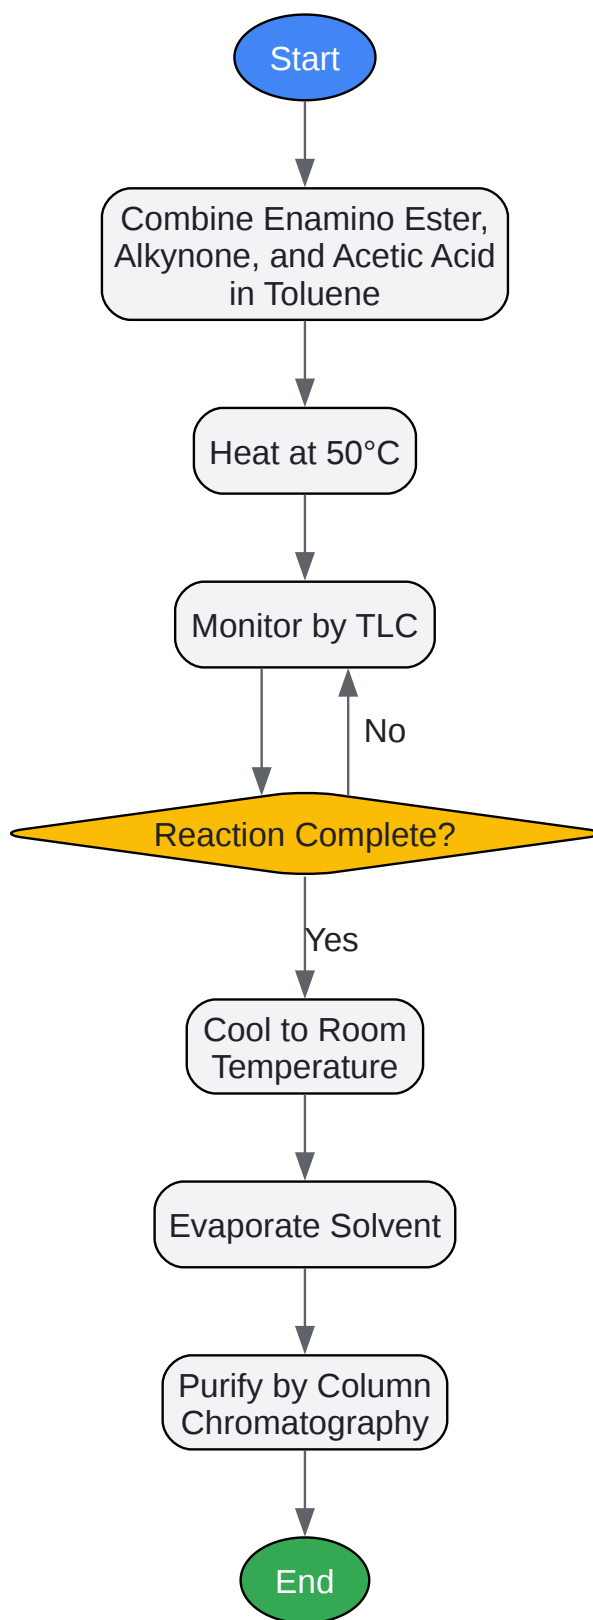 Start
Combine Enamino Ester,
Alkynone, and Acetic Acid
in Toluene
Heat at 50°C
Monitor by TLC
No
Reaction Complete?
Yes
Cool to Room
Temperature
Evaporate Solvent
Purify by Column
Chromatography
End